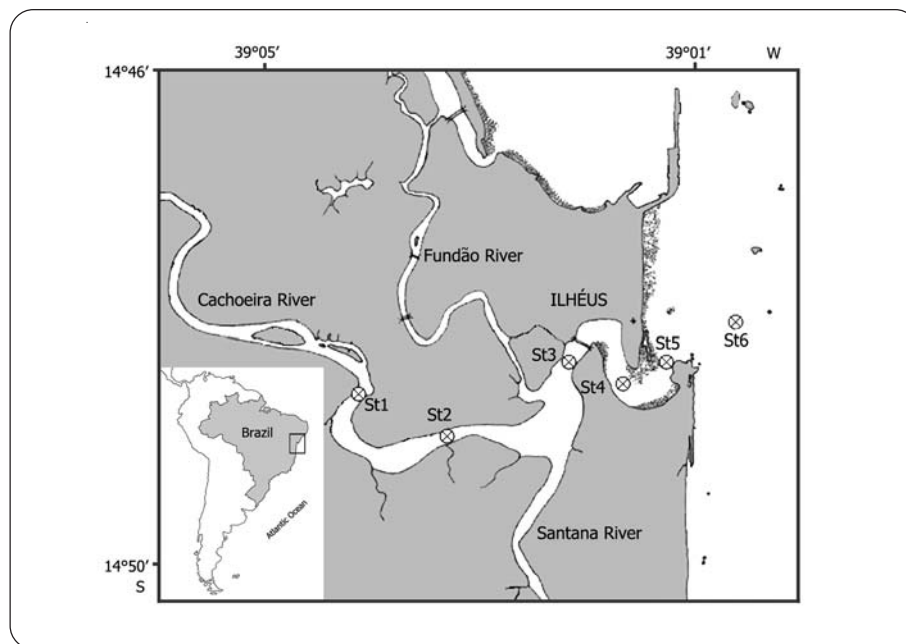 39°05′
39°01′
W
14°46′
Fundão River
Cachoeira River
ILHÉUS
St6
St5
St3
St4
St1
St2
Brazil
Atlantic Ocean
Santana River
14°50′
S